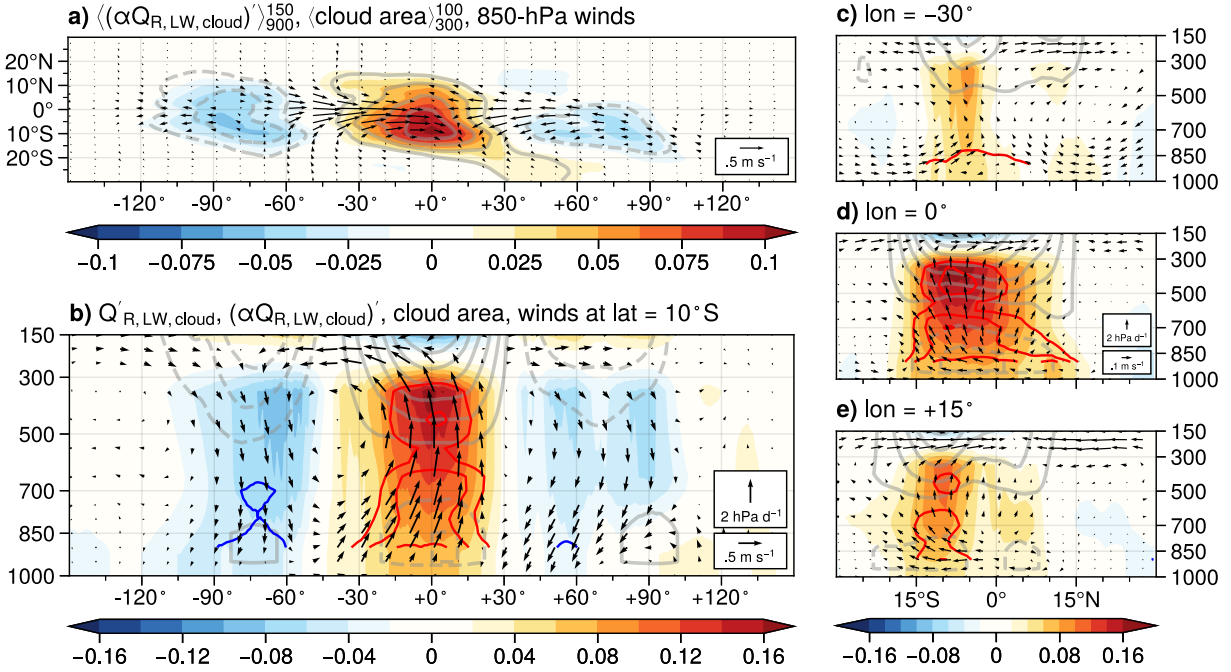 a) ⟨(αQ_R, LW, cloud)′⟩¹⁵⁰₉₀₀, ⟨cloud area⟩¹⁰⁰₃₀₀, 850-hPa winds
20°N
10°N
0°
10°S
20°S
.5 m s⁻¹
-120° -90° -60° -30° +0° +30° +60° +90° +120°
−0.1 −0.075 −0.05 −0.025 0 0.025 0.05 0.075 0.1
b) Q′_R, LW, cloud, (αQ_R, LW, cloud)′, cloud area, winds at lat = 10°S
150
300
500
700
850
1000
2 hPa d⁻¹
.5 m s⁻¹
-120 -90 -60 -30 +0 +30 +60 +90 +120
−0.16 −0.12 −0.08 −0.04 0 0.04 0.08 0.12 0.16
c) lon = −30°
150
300
500
700
850
1000
d) lon = 0°
150
300
500
700
850
1000
2 hPa d⁻¹
.1 m s⁻¹
e) lon = +15°
150
300
500
700
850
1000
15°S 0° 15°N
−0.16 −0.08 0 0.08 0.16